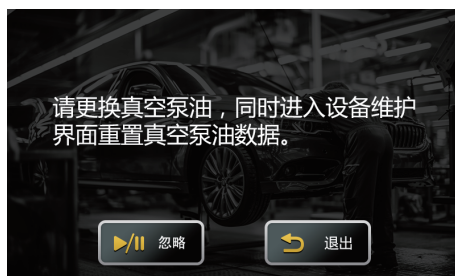 请更换真空泵油，同时进入设备维护
界面重置真空泵油数据。
忽略
退出